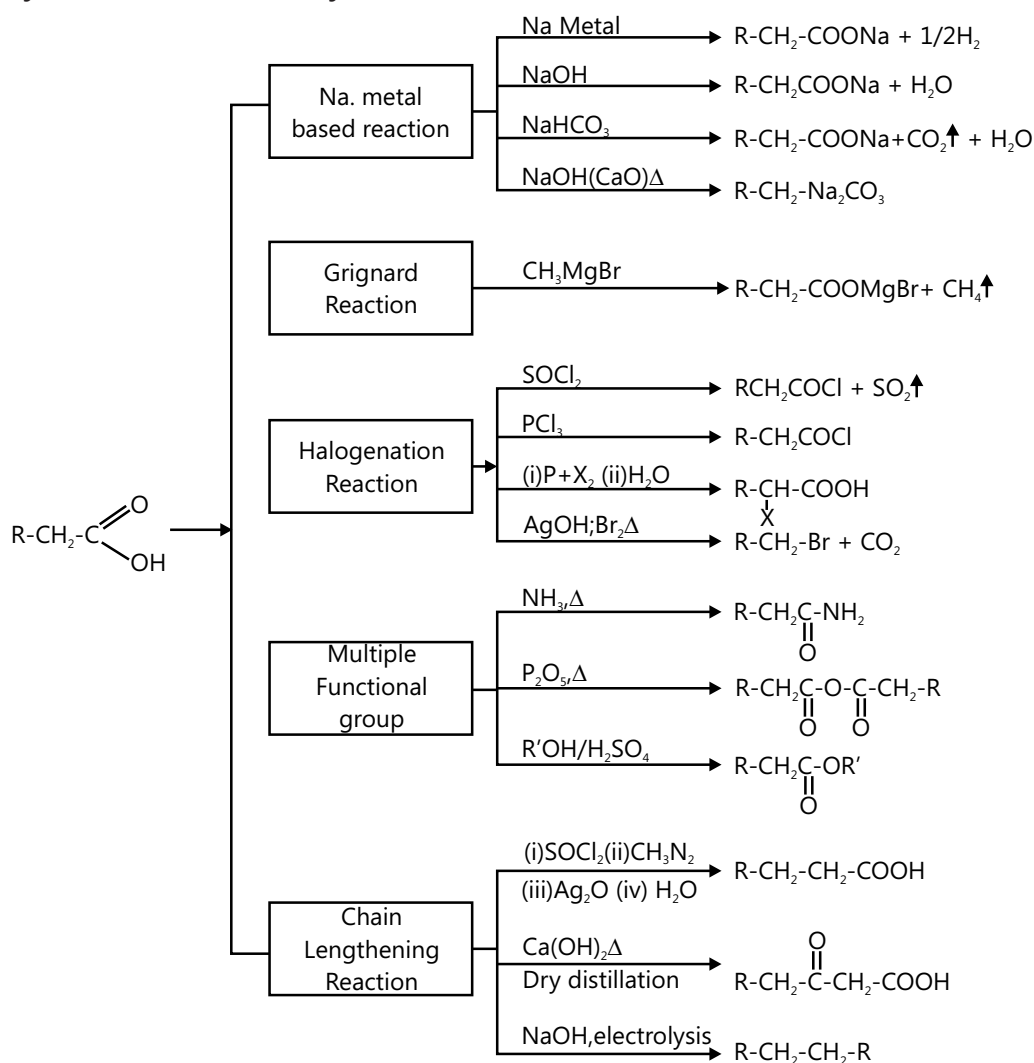 Na Metal
R-CH₂-COONa + 1/2H₂
Na. metal
based reaction
NaOH
R-CH₂COONa + H₂O
NaHCO₃
R-CH₂-COONa+CO₂↑ + H₂O
NaOH(CaO)Δ
R-CH₂-Na₂CO₃
Grignard
Reaction
CH₃MgBr
R-CH₂-COOMgBr+ CH₄↑
Halogenation
Reaction
SOCl₂
RCH₂COCl + SO₂↑
PCl₃
R-CH₂COCl
(i)P+X₂ (ii)H₂O
R-CH-COOH
X
AgOH;Br₂Δ
R-CH₂-Br + CO₂
O
R-CH₂-C
OH
Multiple
Functional
group
NH₃,Δ
R-CH₂C-NH₂
O
P₂O₅,Δ
R-CH₂C-O-C-CH₂-R
O O
R'OH/H₂SO₄
R-CH₂C-OR'
O
Chain
Lengthening
Reaction
(i)SOCl₂(ii)CH₃N₂
(iii)Ag₂O (iv) H₂O
R-CH₂-CH₂-COOH
Ca(OH)₂Δ
Dry distillation
O
R-CH₂-C-CH₂-COOH
NaOH,electrolysis
R-CH₂-CH₂-R